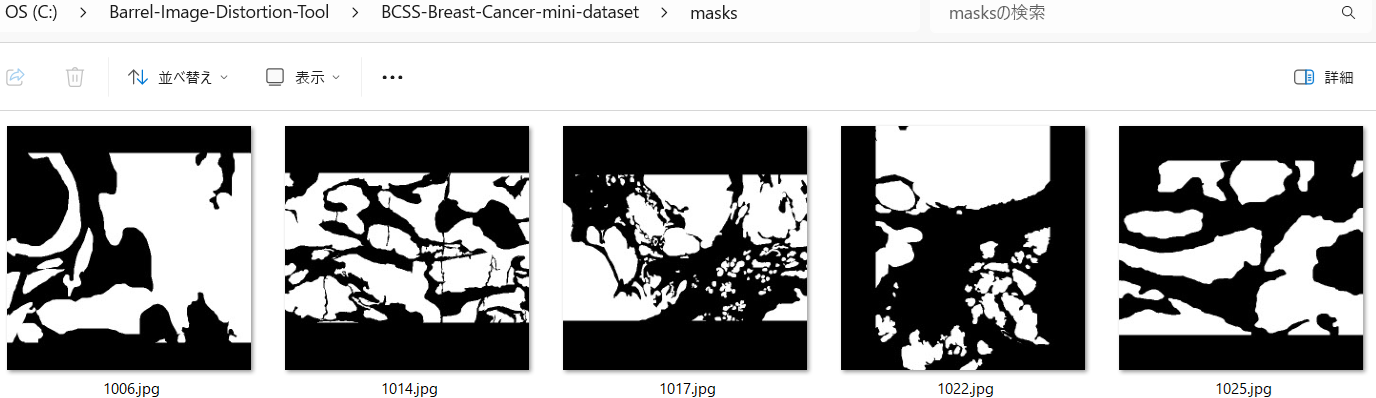 OS (C:) > Barrel-Image-Distortion-Tool > BCSS-Breast-Cancer-mini-dataset > masks
masksの検索
並べ替え
表示
詳細
1006.jpg
1014.jpg
1017.jpg
1022.jpg
1025.jpg